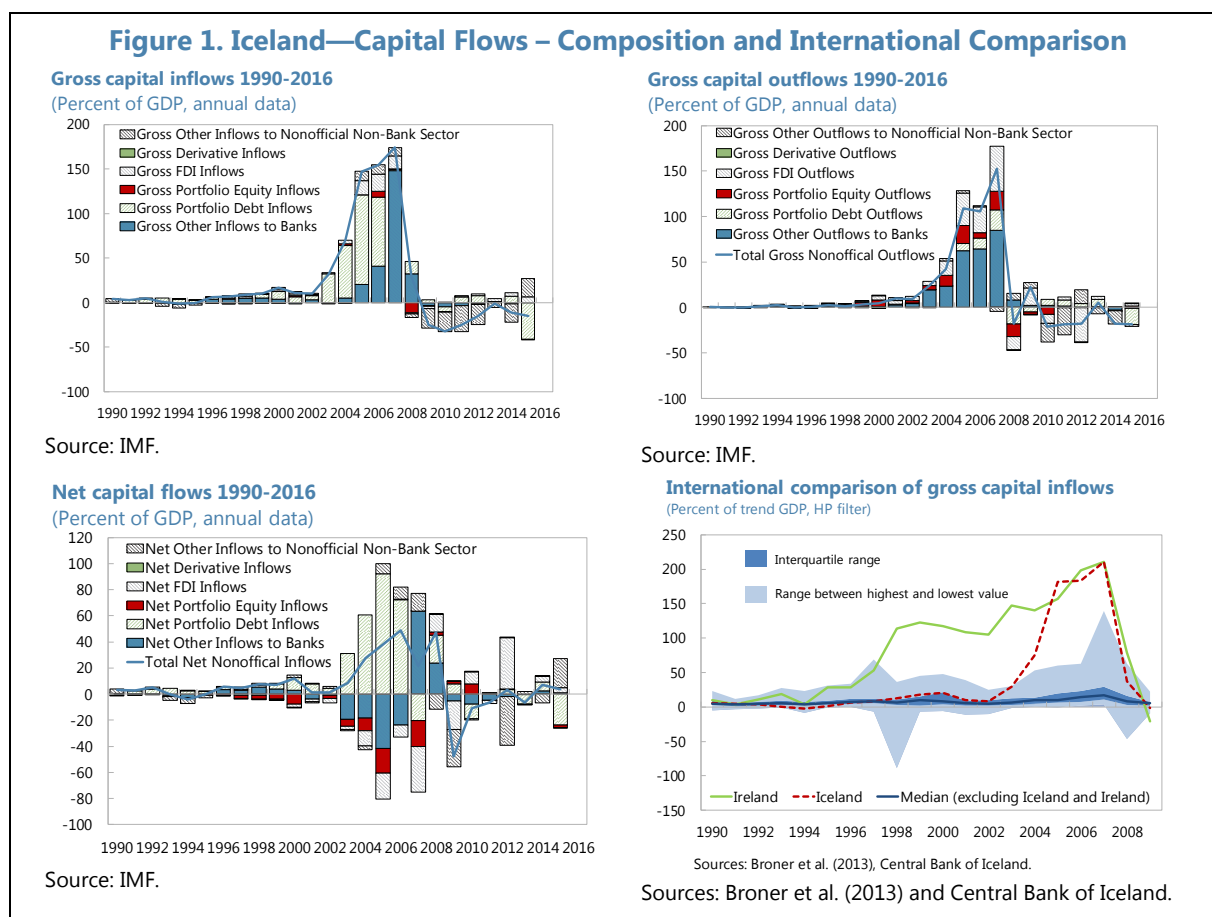 Figure 1. Iceland—Capital Flows – Composition and International Comparison
Gross capital inflows 1990-2016
(Percent of GDP, annual data)
200
150
100
50
0
-50
-100
Gross Other Inflows to Nonofficial Non-Bank Sector
Gross Derivative Inflows
Gross FDI Inflows
Gross Portfolio Equity Inflows
Gross Portfolio Debt Inflows
Gross Other Inflows to Banks
1990 1992 1994 1996 1998 2000 2002 2004 2006 2008 2010 2012 2014 2016
Source: IMF.
Gross capital outflows 1990-2016
(Percent of GDP, annual data)
200
150
100
50
0
-50
-100
Gross Other Outflows to Nonofficial Non-Bank Sector
Gross Derivative Outflows
Gross FDI Outflows
Gross Portfolio Equity Outflows
Gross Portfolio Debt Outflows
Gross Other Outflows to Banks
Total Gross Nonoffical Outflows
1990 1992 1994 1996 1998 2000 2002 2004 2006 2008 2010 2012 2014 2016
Source: IMF.
Net capital flows 1990-2016
(Percent of GDP, annual data)
120
100
80
60
40
20
0
-20
-40
-60
-80
-100
Net Other Inflows to Nonofficial Non-Bank Sector
Net Derivative Inflows
Net FDI Inflows
Net Portfolio Equity Inflows
Net Portfolio Debt Inflows
Net Other Inflows to Banks
Total Net Nonoffical Inflows
1990 1992 1994 1996 1998 2000 2002 2004 2006 2008 2010 2012 2014 2016
Source: IMF.
International comparison of gross capital inflows
(Percent of trend GDP, HP filter)
250
200
150
100
50
0
-50
-100
-150
Interquartile range
Range between highest and lowest value
Ireland
Iceland
Median (excluding Iceland and Ireland)
1990 1992 1994 1996 1998 2000 2002 2004 2006 2008
Sources: Broner et al. (2013), Central Bank of Iceland.
Sources: Broner et al. (2013) and Central Bank of Iceland.